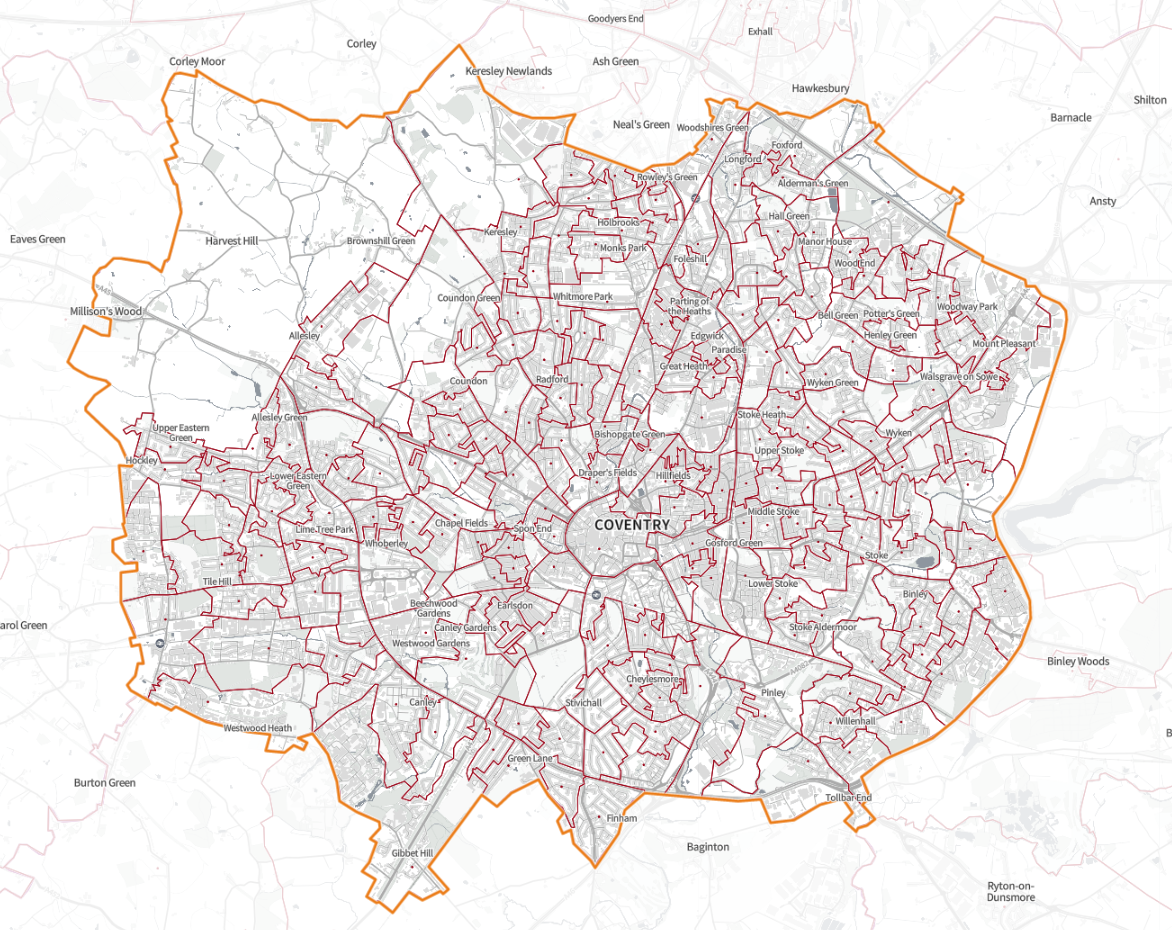 Goodyers End
Exhall
Corley
Corley Moor
Ash Green
Keresley Newlands
Hawkesbury
Shilton
Barnacle
Neal's Green
Woodshires Green
Foxford
Longford
Rowley's Green
Alderman's Green
Ansty
Hall Green
Holbrooks
Keresley
Eaves Green
Harvest Hill
Brownshill Green
Manor House
Monks Park
Foleshill
Wood End
Coundon Green
Whitmore Park
Parting of
the Heaths
Woodway Park
Millison's Wood
Bell Green
Potter's Green
Allesley
Edgwick
Henley Green
Mount Pleasant
Paradise
Great Heath
Coundon
Radford
Wyken Green
Walsgrave on Sowe
Allesley Green
Stoke Heath
Upper Eastern
Green
Bishopgate Green
Wyken
Upper Stoke
Hockley
Draper's Fields
Hillfields
Lower Eastern
Green
Middle Stoke
COVENTRY
Lime Tree Park
Chapel Fields
Spon End
Whoberley
Gosford Green
Stoke
Tile Hill
Lower Stoke
Binley
Beechwood
Gardens
Earlsdon
arol Green
Canley Gardens
Stoke Aldermoor
Westwood Gardens
Binley Woods
A4082
Cheylesmore
Pinley
Canley
Stivichall
Willenhall
Westwood Heath
B
Green Lane
Burton Green
Tollbar End
Finham
Baginton
Gibbet Hill
Ryton-on-
Dunsmore